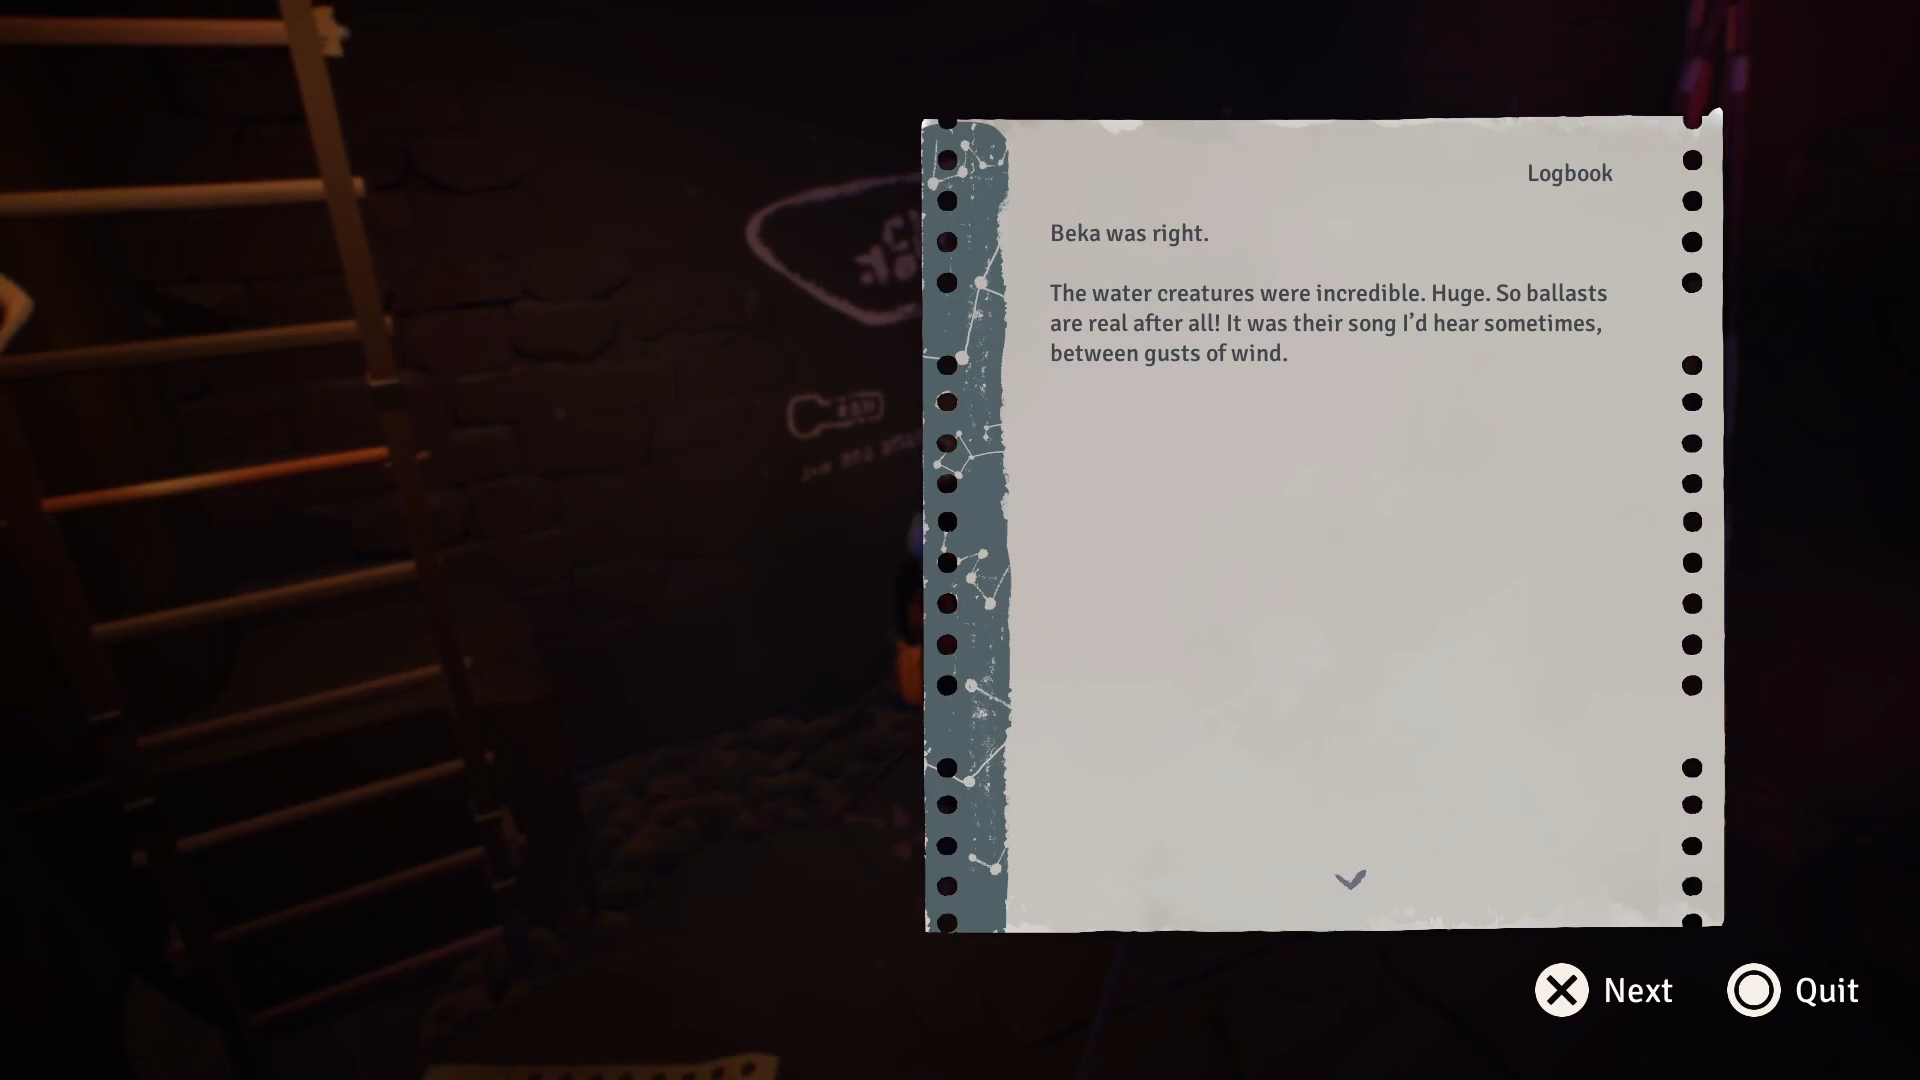 Logbook
Beka was right.
The water creatures were incredible. Huge. So ballasts
are real after all! It was their song I’d hear sometimes,
between gusts of wind.
Next
Quit